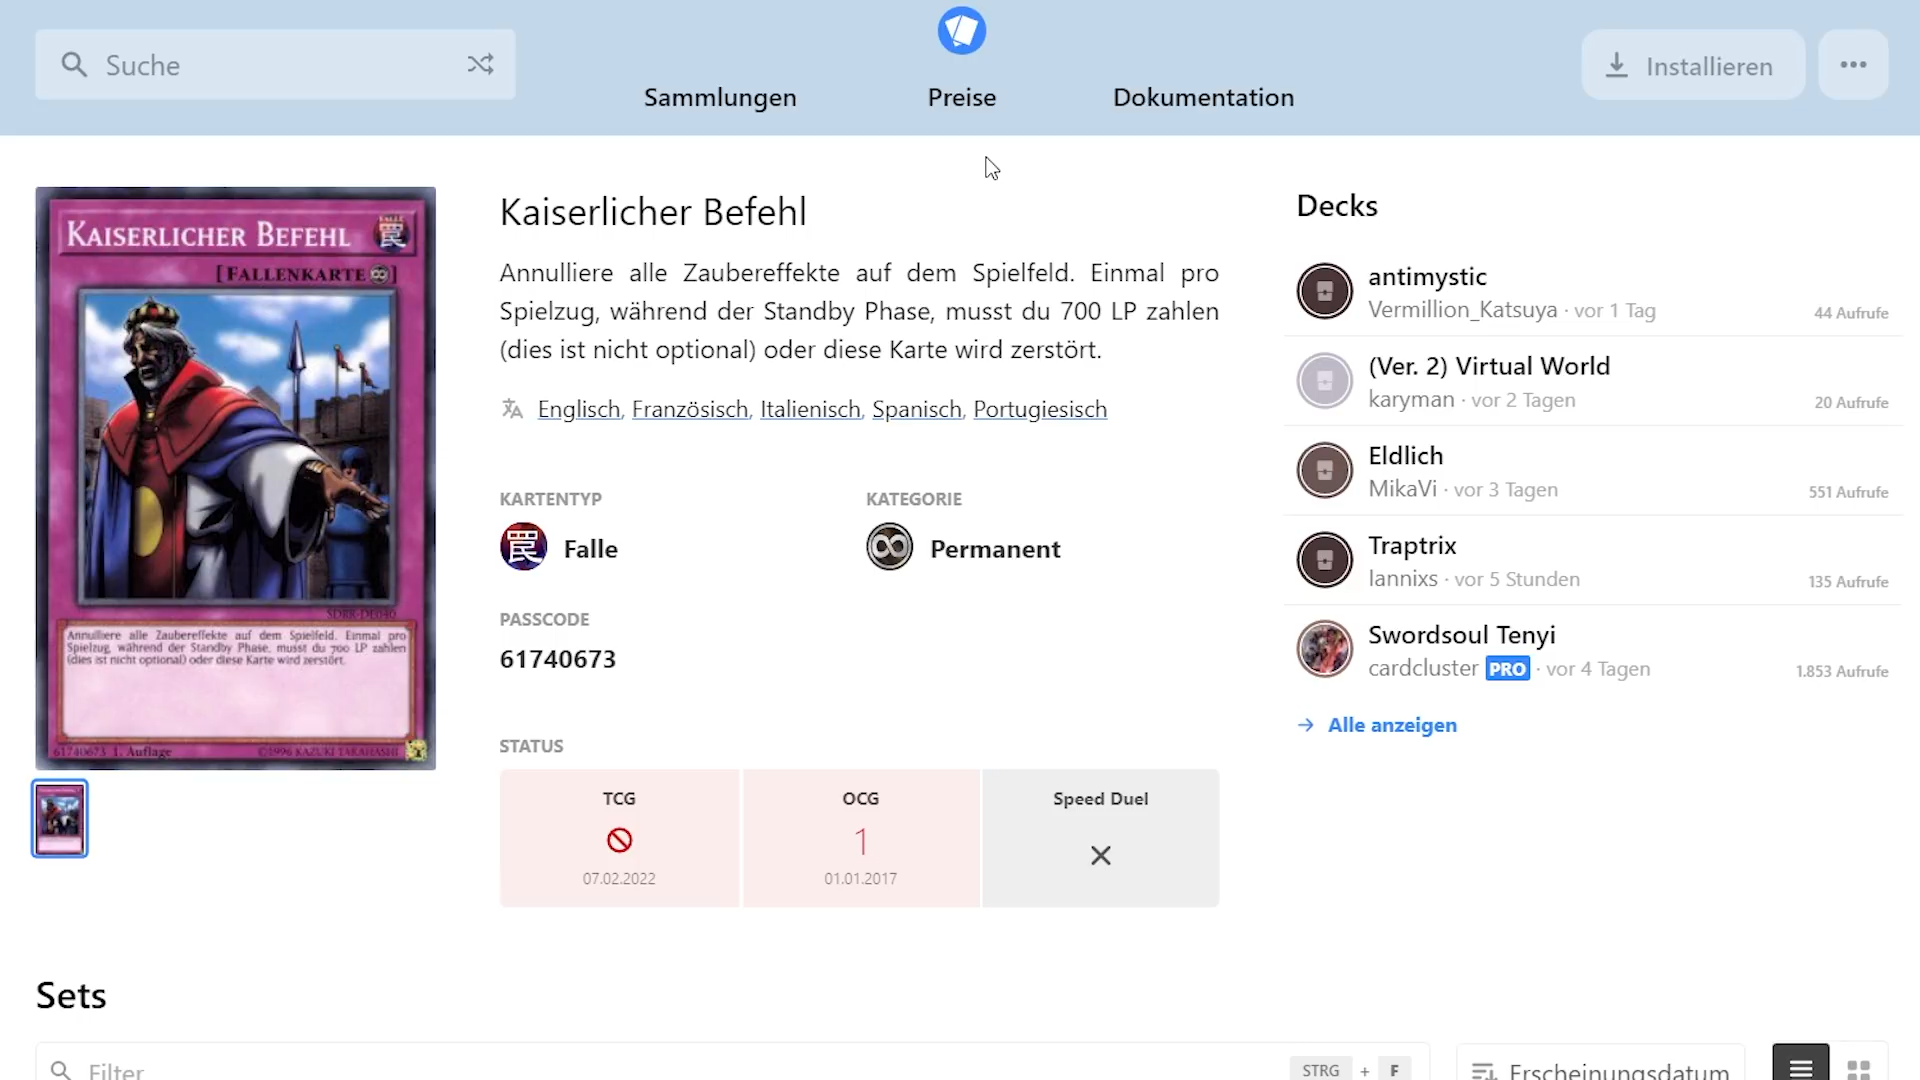 Suche
Sammlungen
Preise
Dokumentation
Installieren
KAISERLICHER BEFEHL
[FALLENKARTE]
SDRR-DE040
Annulliere alle Zaubereffekte auf dem Spielfeld. Einmal pro
Spielzug, während der Standby Phase, musst du 700 LP zahlen
(dies ist nicht optional) oder diese Karte wird zerstört.
61740673 1. Auflage
©1996 KAZUKI TAKAHASHI
Kaiserlicher Befehl
Annulliere alle Zaubereffekte auf dem Spielfeld. Einmal pro
Spielzug, während der Standby Phase, musst du 700 LP zahlen
(dies ist nicht optional) oder diese Karte wird zerstört.
Englisch, Französisch, Italienisch, Spanisch, Portugiesisch
KARTENTYP
罠 Falle
KATEGORIE
Permanent
PASSCODE
61740673
STATUS
TCG
07.02.2022
OCG
1
01.01.2017
Speed Duel
Decks
antimystic
Vermillion_Katsuya · vor 1 Tag
44 Aufrufe
(Ver. 2) Virtual World
karyman · vor 2 Tagen
20 Aufrufe
Eldlich
MikaVi · vor 3 Tagen
551 Aufrufe
Traptrix
lannixs · vor 5 Stunden
135 Aufrufe
Swordsoul Tenyi
cardcluster PRO · vor 4 Tagen
1.853 Aufrufe
Alle anzeigen
Sets
Filter
STRG + F
Erscheinungsdatum